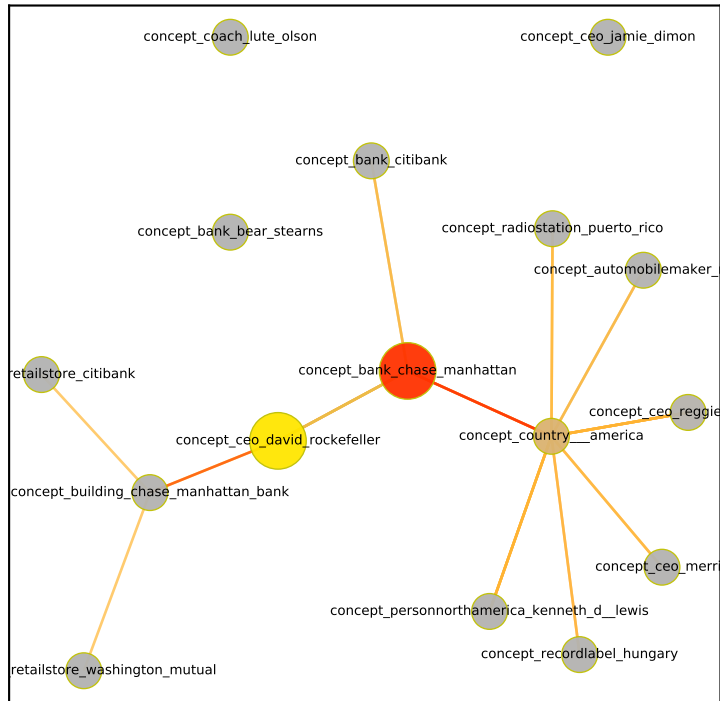 concept_coach_lute_olson
concept_ceo_jamie_dimon
concept_bank_citibank
concept_radiostation_puerto_rico
concept_bank_bear_stearns
concept_automobilemaker_
concept_bank_chase_manhattan
retailstore_citibank
concept_ceo_reggie
concept_country___america
concept_ceo_david_rockefeller
concept_building_chase_manhattan_bank
concept_ceo_merri
concept_personnorthamerica_kenneth_d__lewis
concept_recordlabel_hungary
retailstore_washington_mutual